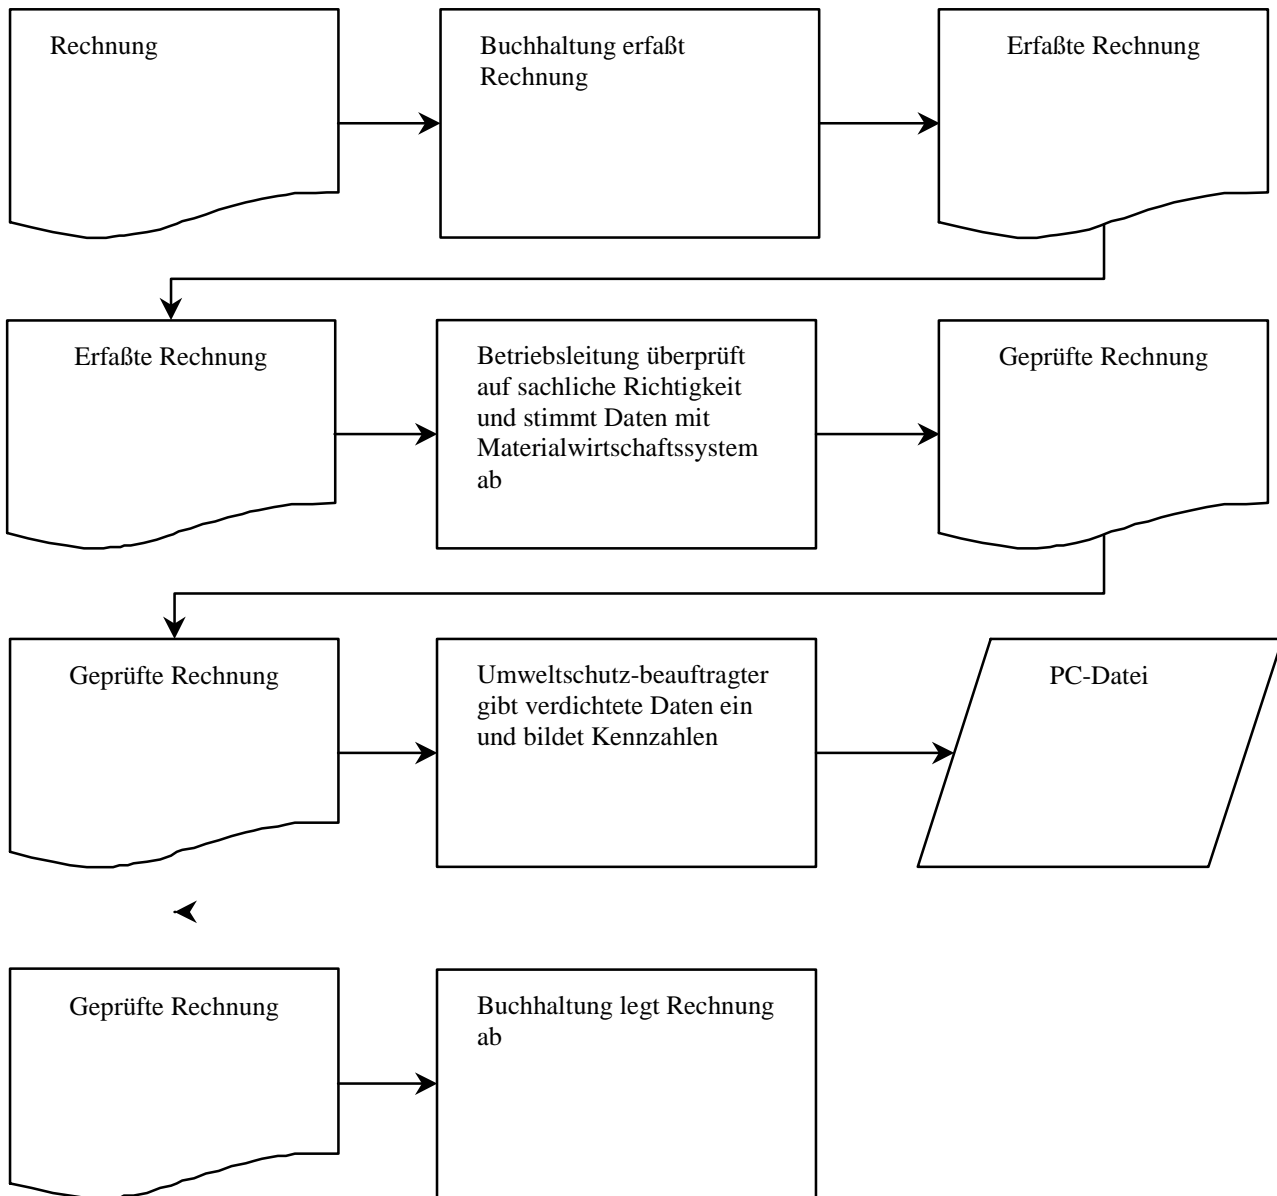 Rechnung
Buchhaltung erfaßt
Rechnung
Erfaßte Rechnung
Erfaßte Rechnung
Betriebsleitung überprüft
auf sachliche Richtigkeit
und stimmt Daten mit
Materialwirtschaftssystem
ab
Geprüfte Rechnung
Geprüfte Rechnung
Umweltschutz-beauftragter
gibt verdichtete Daten ein
und bildet Kennzahlen
PC-Datei
Geprüfte Rechnung
Buchhaltung legt Rechnung
ab